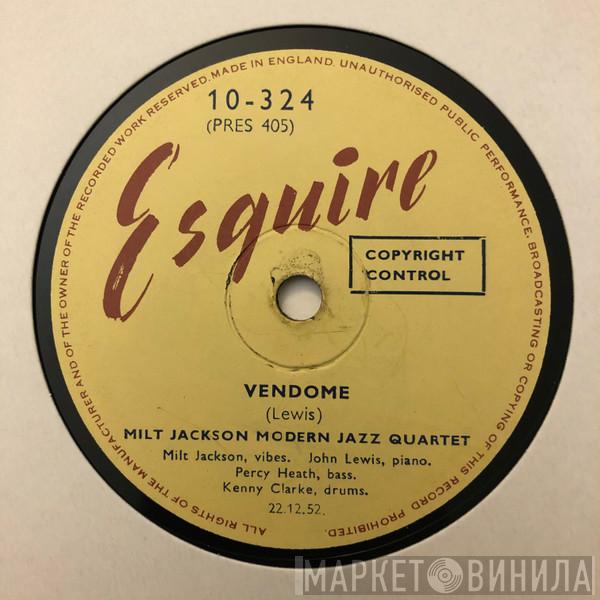 ALL RIGHTS OF THE MANUFACTURER AND OF THE OWNER OF THE RECORDED WORK RESERVED. MADE IN ENGLAND. UNAUTHORISED PUBLIC PERFORMANCE, BROADCASTING OR COPYING OF THIS RECORD PROHIBITED.
10-324
(PRES 405)
Esquire
COPYRIGHT
CONTROL
VENDOME
(Lewis)
MILT JACKSON MODERN JAZZ QUARTET
Milt Jackson, vibes. John Lewis, piano.
Percy Heath, bass.
Kenny Clarke, drums.
22.12.52.
МАРКЕТ ВИНИЛА